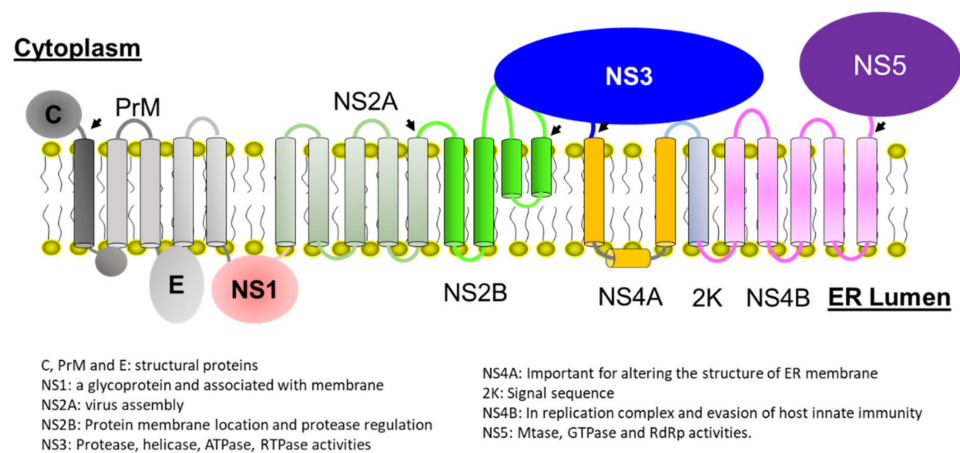 Cytoplasm
C
PrM
NS2A
NS3
NS5
E
NS1
NS2B
NS4A
2K
NS4B
ER Lumen
C, PrM and E: structural proteins
NS1: a glycoprotein and associated with membrane
NS2A: virus assembly
NS2B: Protein membrane location and protease regulation
NS3: Protease, helicase, ATPase, RTPase activities
NS4A: Important for altering the structure of ER membrane
2K: Signal sequence
NS4B: In replication complex and evasion of host innate immunity
NS5: Mtase, GTPase and RdRp activities.